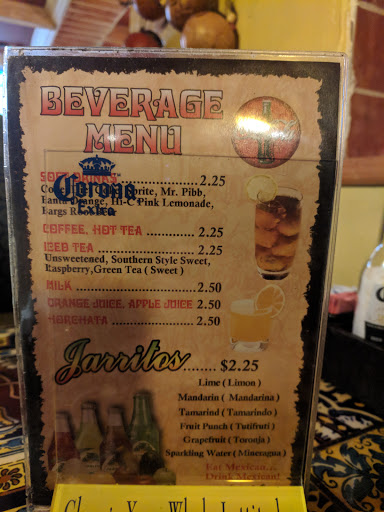 BEVERAGE
MENU
SOFT DRINKS 2.25
Corona
Extra
Sprite, Mr. Pibb,
Orange, Hi-C Pink Lemonade,
Bargs
COFFEE, HOT TEA 2.25
ICED TEA 2.25
Unsweetened, Southern Style Sweet,
Raspberry,Green Tea ( Sweet )
MILK 2.50
ORANGE JUICE, APPLE JUICE 2.50
HORCHATA 2.50
Jarritos $2.25
Lime ( Limon )
Mandarin ( Mandarina )
Tamarind ( Tamarindo )
Fruit Punch ( Tutifruti )
Grapefruit ( Toronja )
Sparkling Water ( Mineragua )
Eat Mexican...
Drink Mexican!
Your